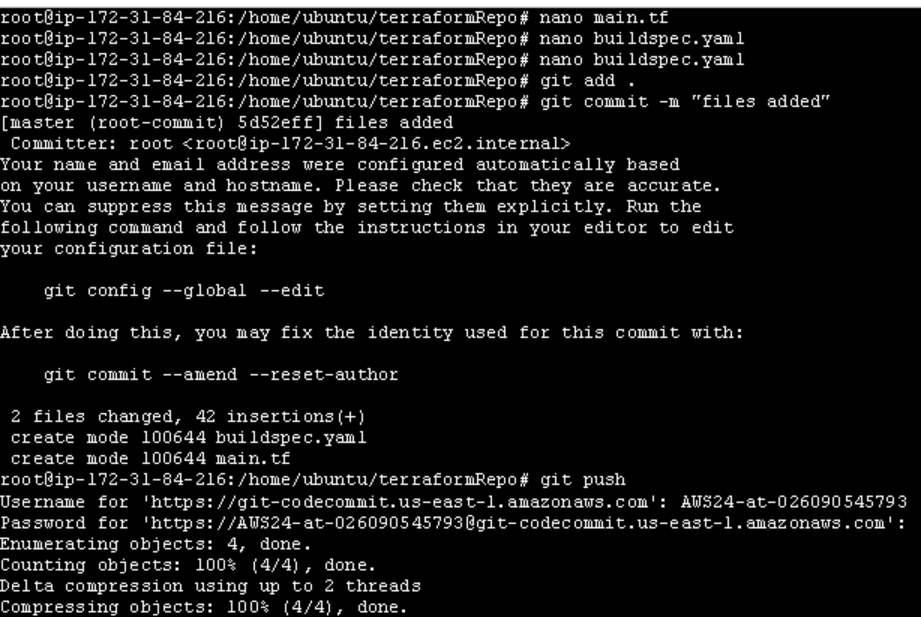 root@ip-172-31-84-216:/home/ubuntu/terraformRepo# nano main.tf
root@ip-172-31-84-216:/home/ubuntu/terraformRepo# nano buildspec.yaml
root@ip-172-31-84-216:/home/ubuntu/terraformRepo# nano buildspec.yaml
root@ip-172-31-84-216:/home/ubuntu/terraformRepo# git add .
root@ip-172-31-84-216:/home/ubuntu/terraformRepo# git commit -m "files added"
[master (root-commit) 5d52eff] files added
 Committer: root <root@ip-172-31-84-216.ec2.internal>
Your name and email address were configured automatically based
on your username and hostname. Please check that they are accurate.
You can suppress this message by setting them explicitly. Run the
following command and follow the instructions in your editor to edit
your configuration file:

    git config --global --edit

After doing this, you may fix the identity used for this commit with:

    git commit --amend --reset-author

 2 files changed, 42 insertions(+)
 create mode 100644 buildspec.yaml
 create mode 100644 main.tf
root@ip-172-31-84-216:/home/ubuntu/terraformRepo# git push
Username for 'https://git-codecommit.us-east-1.amazonaws.com': AWS24-at-026090545793
Password for 'https://AWS24-at-026090545793@git-codecommit.us-east-1.amazonaws.com':
Enumerating objects: 4, done.
Counting objects: 100% (4/4), done.
Delta compression using up to 2 threads
Compressing objects: 100% (4/4), done.